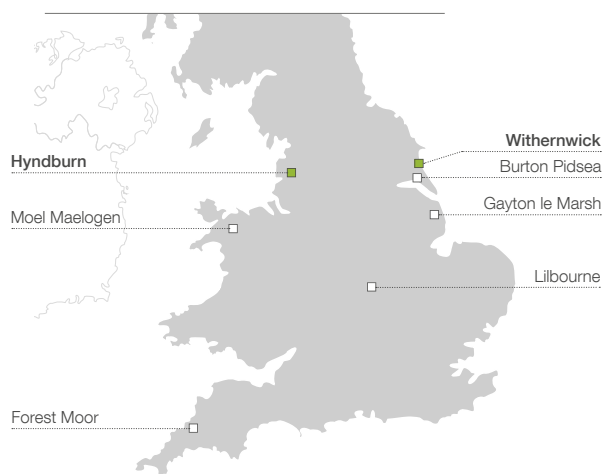 Withernwick
Hyndburn
Burton Pidsea
Gayton le Marsh
Moel Maelogen
Lilbourne
Forest Moor